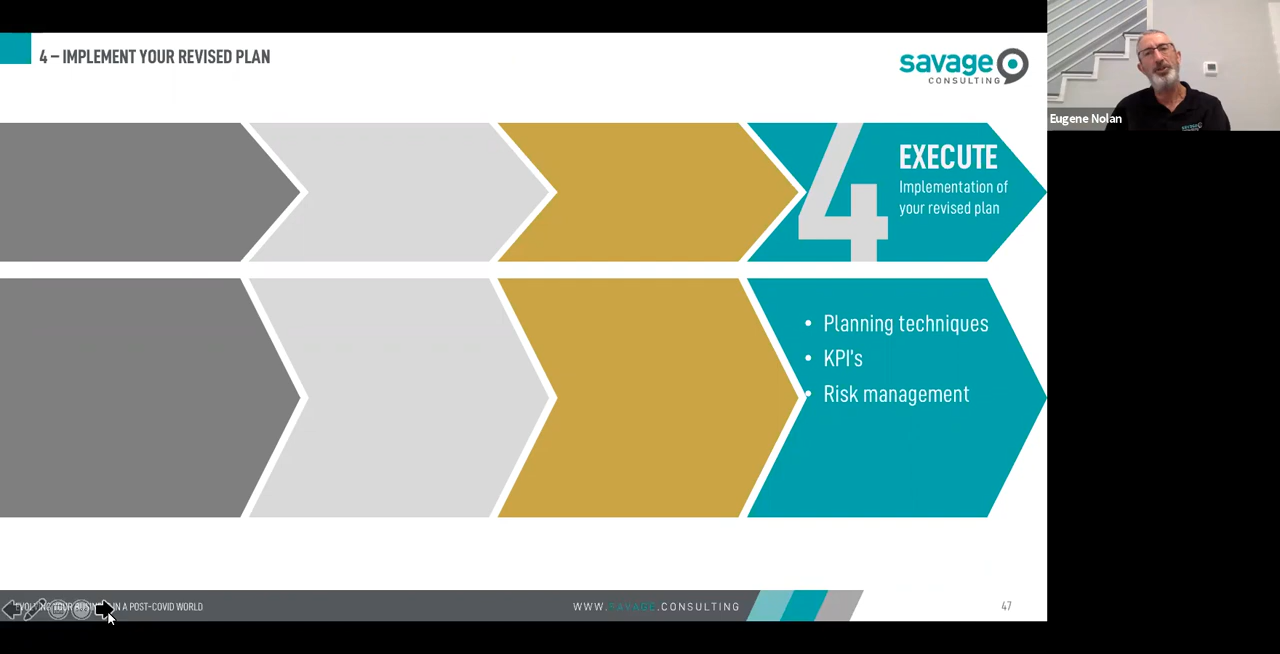 4 – IMPLEMENT YOUR REVISED PLAN
savage
CONSULTING
Eugene Nolan
4
EXECUTE
Implementation of
your revised plan
• Planning techniques
• KPI's
• Risk management
IN A POST-COVID WORLD
WWW.SAVAGE.CONSULTING
47